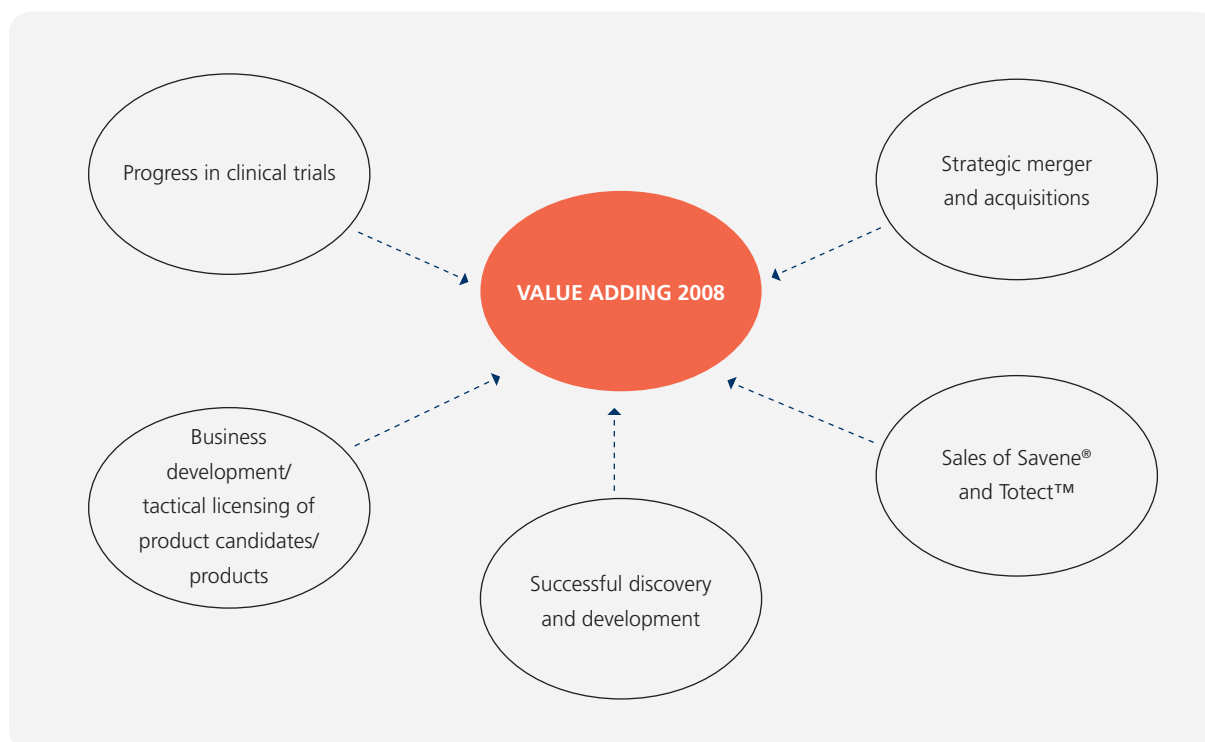 Progress in clinical trials
Strategic merger
and acquisitions
VALUE ADDING 2008
Business
development/
tactical licensing of
product candidates/
products
Successful discovery
and development
Sales of Savene®
and Totect™